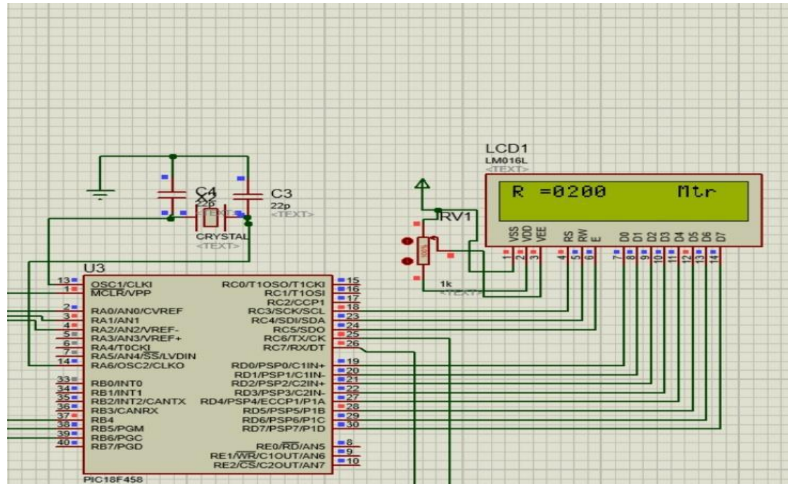 LCD1
LM016L
<TEXT>
R =0200 Mtr
C4
22p
<TEXT>
C3
22p
<TEXT>
CRYSTAL
<TEXT>
RV1
1k
VSS VDD VEE RS RW E D0 D1 D2 D3 D4 D5 D6 D7
1 2 3 4 5 6 7 8 9 10 11 12 13 14
U3
13 OSC1/CLKI RC0/T1OSO/T1CKI 15
1 MCLR/VPP RC1/T1OSI 16
RC2/CCP1 17
2 RA0/AN0/CVREF RC3/SCK/SCL 18
3 RA1/AN1 RC4/SDI/SDA 23
4 RA2/AN2/VREF- RC5/SDO 24
5 RA3/AN3/VREF+ RC6/TX/CK 25
6 RA4/T0CKI RC7/RX/DT 26
7 RA5/AN4/SS/LVDIN
14 RA6/OSC2/CLKO RD0/PSP0/C1IN+ 19
RD1/PSP1/C1IN- 20
33 RB0/INT0 RD2/PSP2/C2IN+ 21
34 RB1/INT1 RD3/PSP3/C2IN- 22
35 RB2/INT2/CANTX RD4/PSP4/ECCP1/P1A 27
36 RB3/CANRX RD5/PSP5/P1B 28
37 RB4 RD6/PSP6/P1C 29
38 RB5/PGM RD7/PSP7/P1D 30
39 RB6/PGC
40 RB7/PGD RE0/RD/AN5 8
RE1/WR/C1OUT/AN6 9
RE2/CS/C2OUT/AN7 10
PIC18F458